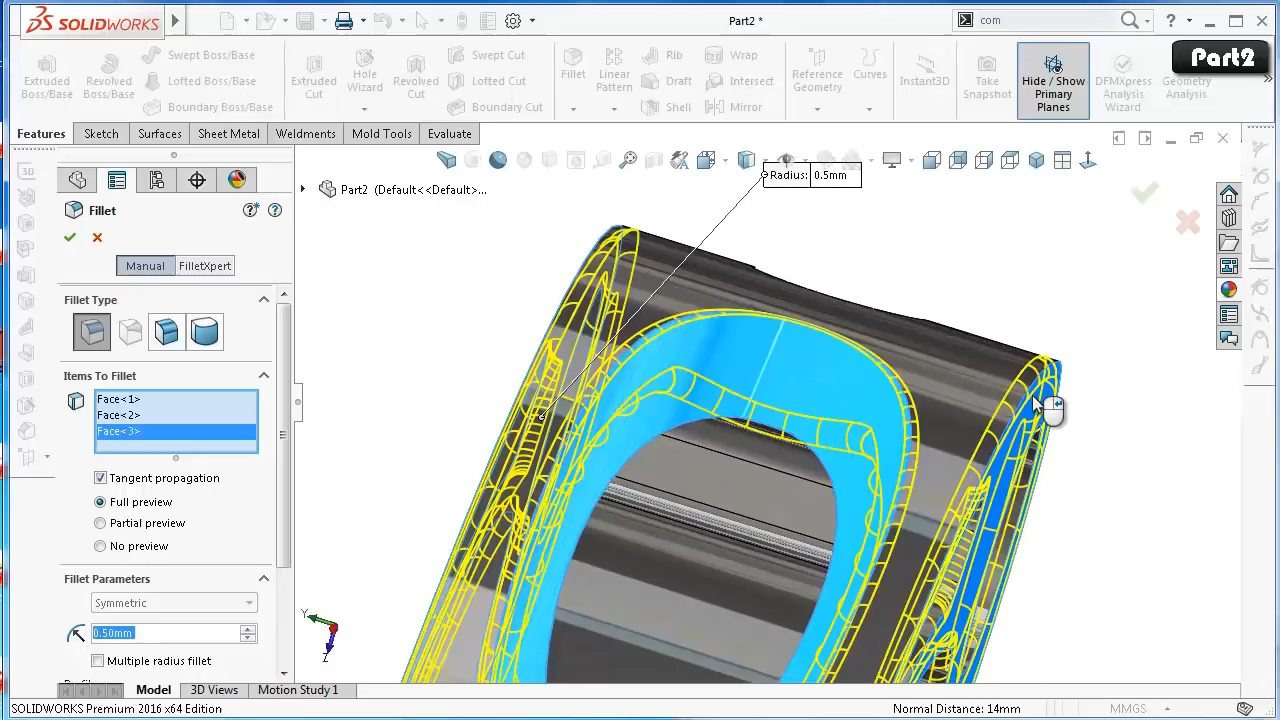 SOLIDWORKS
Part2 *
com
Part2
Extruded Boss/Base
Revolved Boss/Base
Swept Boss/Base
Lofted Boss/Base
Boundary Boss/Base
Extruded Cut
Hole Wizard
Revolved Cut
Swept Cut
Lofted Cut
Boundary Cut
Fillet
Linear Pattern
Rib
Draft
Shell
Wrap
Intersect
Mirror
Reference Geometry
Curves
Instant3D
Take Snapshot
Hide / Show Primary Planes
DFMXpress Analysis Wizard
Geometry Analysis
Features
Sketch
Surfaces
Sheet Metal
Weldments
Mold Tools
Evaluate
Part2 (Default<<Default>...
Radius: 0.5mm
Fillet
Manual
FilletXpert
Fillet Type
Items To Fillet
Face<1>
Face<2>
Face<3>
Tangent propagation
Full preview
Partial preview
No preview
Fillet Parameters
Symmetric
0.50mm
Multiple radius fillet
Y
Z
Model
3D Views
Motion Study 1
SOLIDWORKS Premium 2016 x64 Edition
Normal Distance: 14mm
MMGS